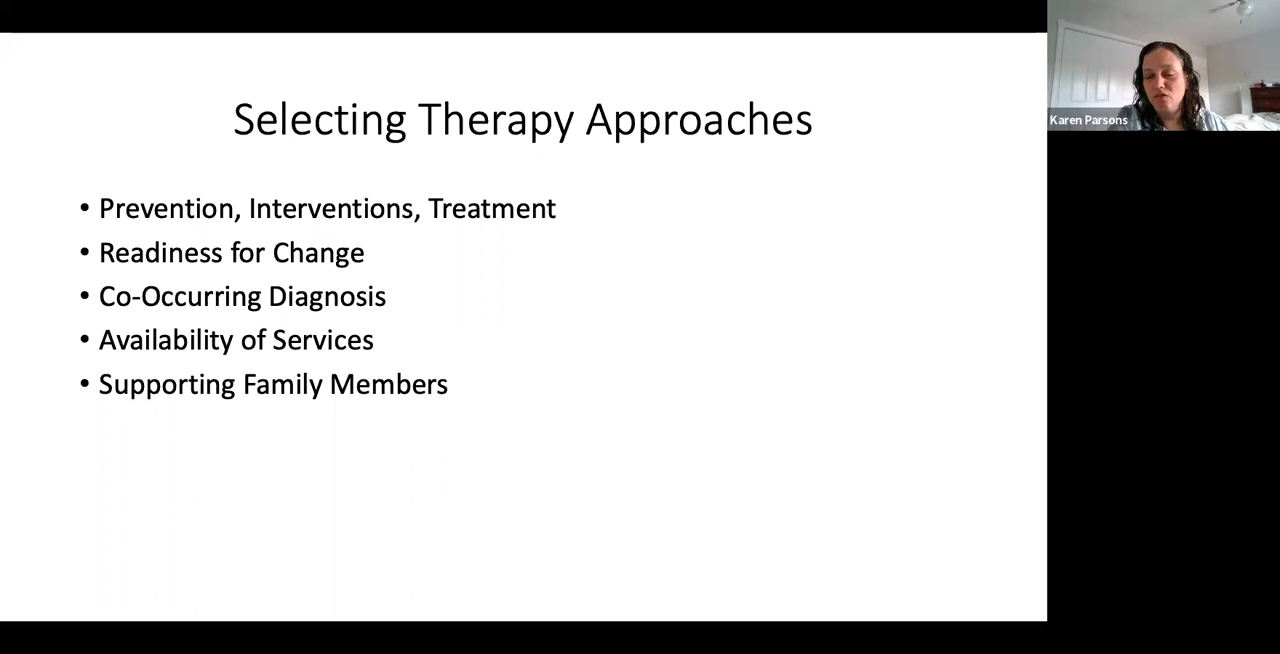 Selecting Therapy Approaches
• Prevention, Interventions, Treatment
• Readiness for Change
• Co-Occurring Diagnosis
• Availability of Services
• Supporting Family Members
Karen Parsons